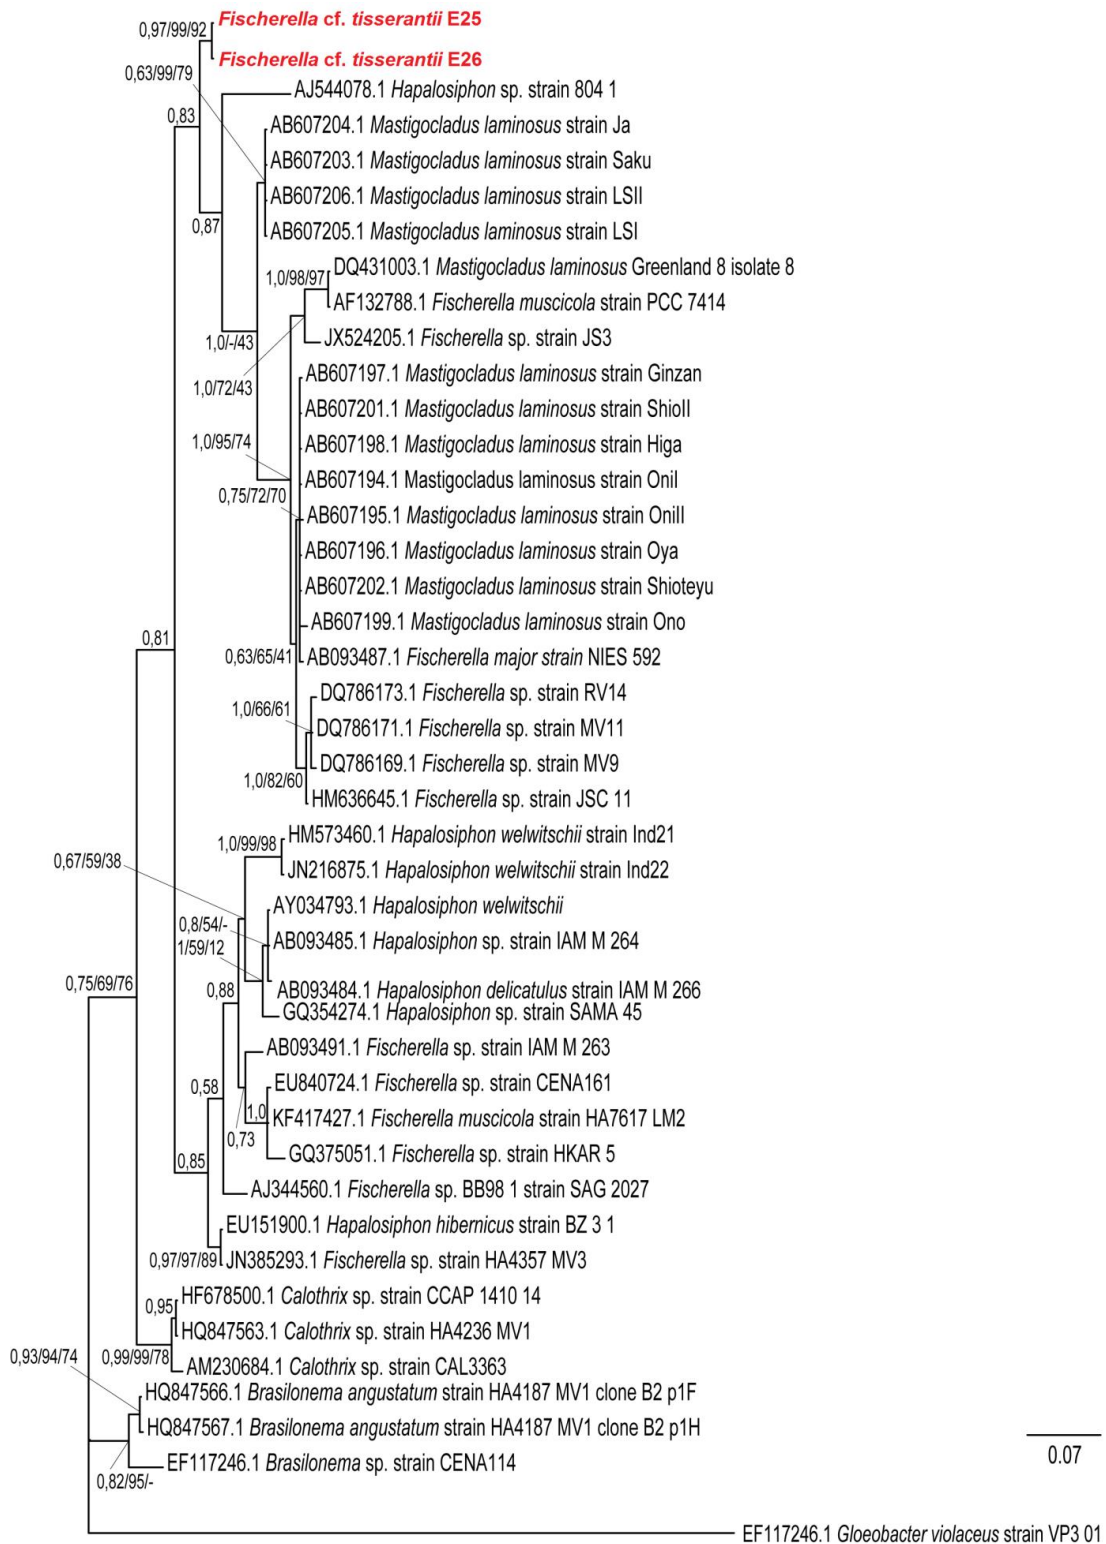 0,97/99/92
Fischerella cf. tisserantii E25
Fischerella cf. tisserantii E26
0,63/99/79
AJ544078.1 Hapalosiphon sp. strain 804 1
0,83
AB607204.1 Mastigocladus laminosus strain Ja
AB607203.1 Mastigocladus laminosus strain Saku
AB607206.1 Mastigocladus laminosus strain LSII
0,87
AB607205.1 Mastigocladus laminosus strain LSI
1,0/98/97
DQ431003.1 Mastigocladus laminosus Greenland 8 isolate 8
AF132788.1 Fischerella muscicola strain PCC 7414
1,0/-/43
JX524205.1 Fischerella sp. strain JS3
1,0/72/43
AB607197.1 Mastigocladus laminosus strain Ginzan
AB607201.1 Mastigocladus laminosus strain ShioII
1,0/95/74
AB607198.1 Mastigocladus laminosus strain Higa
AB607194.1 Mastigocladus laminosus strain OniI
0,75/72/70
AB607195.1 Mastigocladus laminosus strain OniII
AB607196.1 Mastigocladus laminosus strain Oya
AB607202.1 Mastigocladus laminosus strain Shioteyu
AB607199.1 Mastigocladus laminosus strain Ono
0,81
0,63/65/41
AB093487.1 Fischerella major strain NIES 592
DQ786173.1 Fischerella sp. strain RV14
1,0/66/61
DQ786171.1 Fischerella sp. strain MV11
DQ786169.1 Fischerella sp. strain MV9
1,0/82/60
HM636645.1 Fischerella sp. strain JSC 11
HM573460.1 Hapalosiphon welwitschii strain Ind21
1,0/99/98
0,67/59/38
JN216875.1 Hapalosiphon welwitschii strain Ind22
AY034793.1 Hapalosiphon welwitschii
0,8/54/-
AB093485.1 Hapalosiphon sp. strain IAM M 264
1/59/12
0,75/69/76
0,88
AB093484.1 Hapalosiphon delicatulus strain IAM M 266
GQ354274.1 Hapalosiphon sp. strain SAMA 45
AB093491.1 Fischerella sp. strain IAM M 263
0,58
EU840724.1 Fischerella sp. strain CENA161
1,0
KF417427.1 Fischerella muscicola strain HA7617 LM2
0,73
GQ375051.1 Fischerella sp. strain HKAR 5
0,85
AJ344560.1 Fischerella sp. BB98 1 strain SAG 2027
EU151900.1 Hapalosiphon hibernicus strain BZ 3 1
0,97/97/89
JN385293.1 Fischerella sp. strain HA4357 MV3
HF678500.1 Calothrix sp. strain CCAP 1410 14
0,95
HQ847563.1 Calothrix sp. strain HA4236 MV1
0,93/94/74
0,99/99/78
AM230684.1 Calothrix sp. strain CAL3363
HQ847566.1 Brasilonema angustatum strain HA4187 MV1 clone B2 p1F
HQ847567.1 Brasilonema angustatum strain HA4187 MV1 clone B2 p1H
EF117246.1 Brasilonema sp. strain CENA114
0.07
0,82/95/-
EF117246.1 Gloeobacter violaceus strain VP3 01